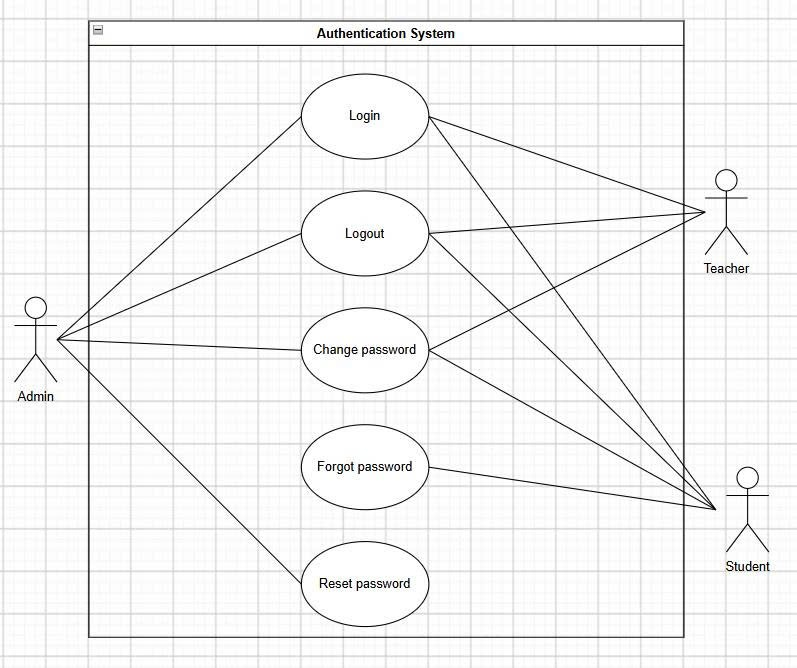 Authentication System
Login
Logout
Teacher
Change password
Admin
Forgot password
Student
Reset password